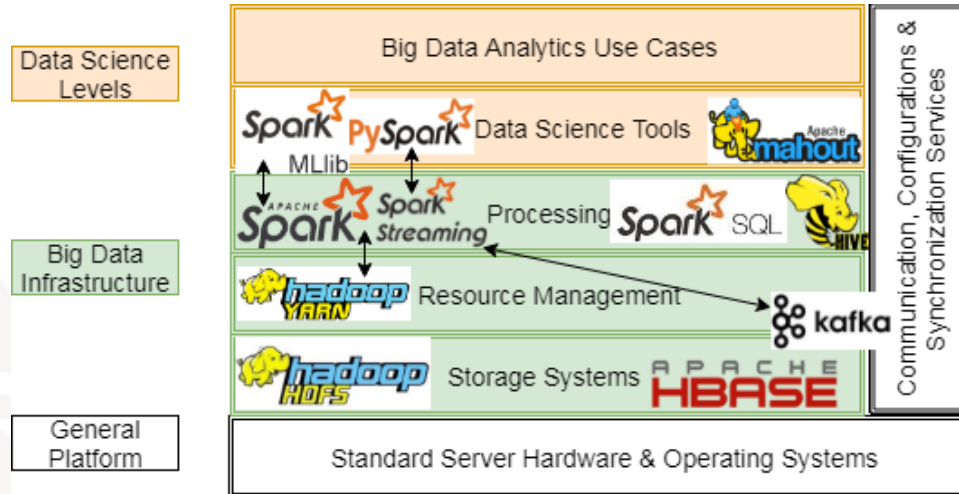 Data Science
Levels
Big Data
Infrastructure
General
Platform
Big Data Analytics Use Cases
Spark
MLlib
PySpark
Data Science Tools
Apache
mahout
APACHE
Spark
Spark
Streaming
Processing
Spark SQL
HIVE
hadoop
YARN
Resource Management
kafka
hadoop
HDFS
Storage Systems
APACHE
HBASE
Standard Server Hardware & Operating Systems
Communication, Configurations &
Synchronization Services